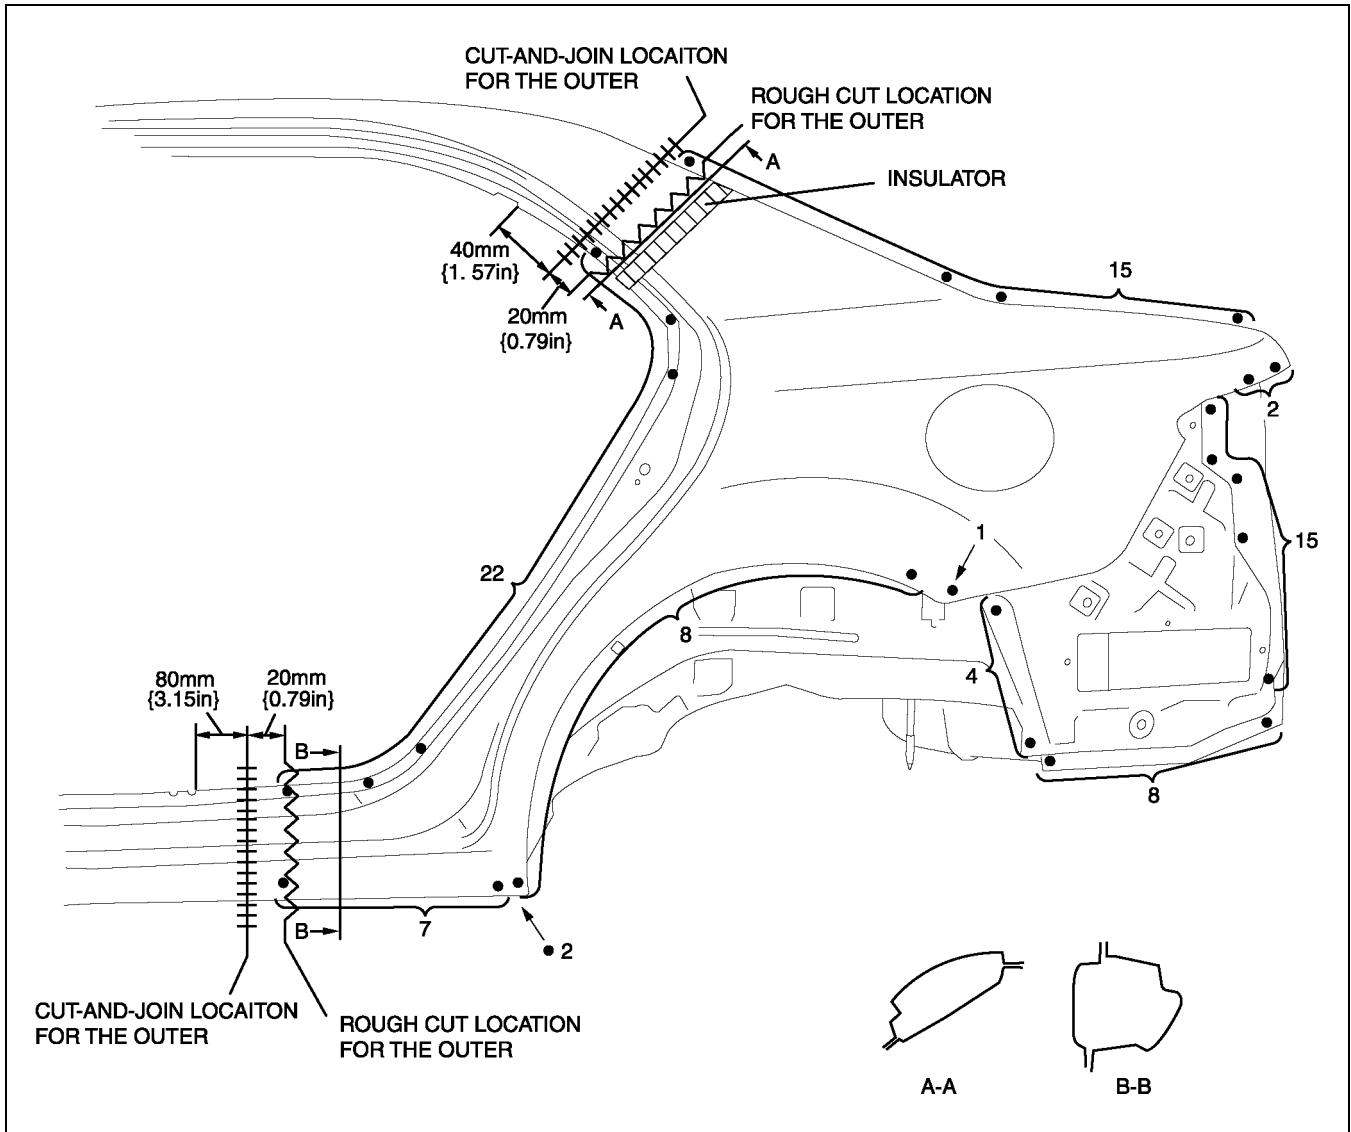 CUT-AND-JOIN LOCAITON
FOR THE OUTER
ROUGH CUT LOCATION
FOR THE OUTER
A
INSULATOR
40mm
{1. 57in}
20mm
{0.79in}
A
15
2
15
1
22
8
4
8
80mm
{3.15in}
20mm
{0.79in}
B
B
7
2
CUT-AND-JOIN LOCAITON
FOR THE OUTER
ROUGH CUT LOCATION
FOR THE OUTER
A-A
B-B